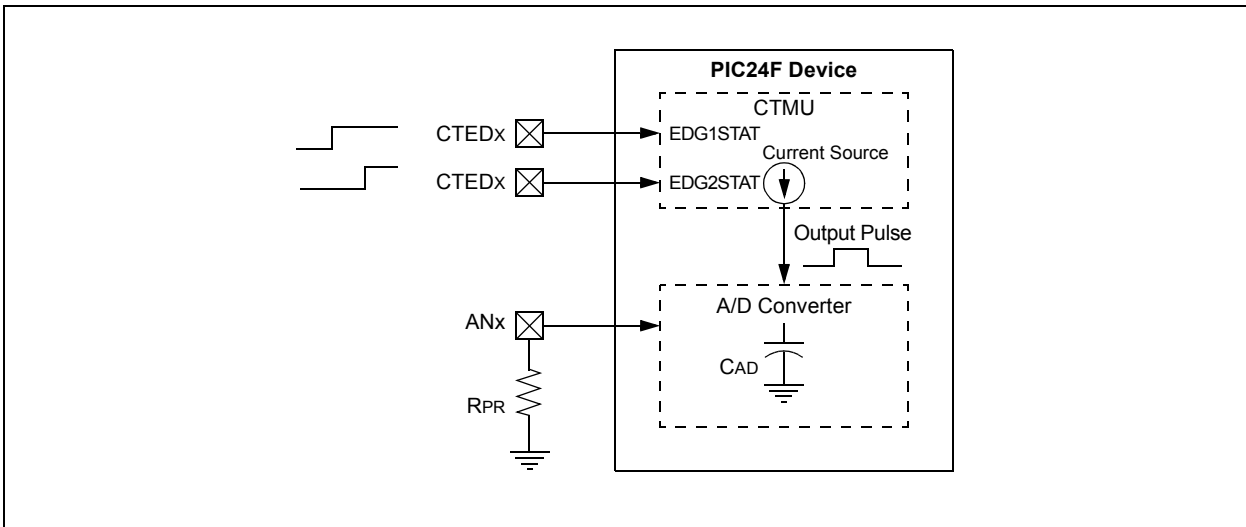 PIC24F Device
CTMU
CTEDX
EDG1STAT
Current Source
CTEDX
EDG2STAT
Output Pulse
A/D Converter
ANx
CAD
RPR